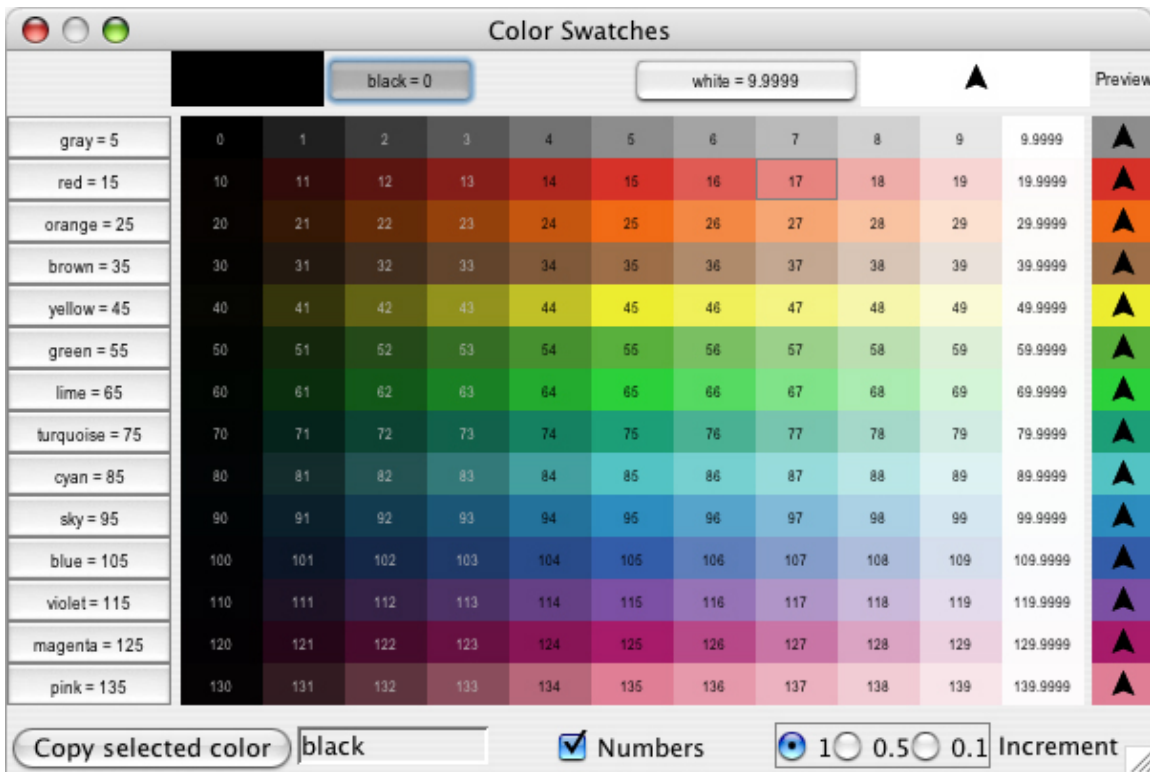 Color Swatches
black = 0 white = 9.9999 Preview
gray = 5 0 1 2 3 4 5 6 7 8 9 9.9999
red = 15 10 11 12 13 14 15 16 17 18 19 19.9999
orange = 25 20 21 22 23 24 25 26 27 28 29 29.9999
brown = 35 30 31 32 33 34 35 36 37 38 39 39.9999
yellow = 45 40 41 42 43 44 45 46 47 48 49 49.9999
green = 55 50 51 52 53 54 55 56 57 58 59 59.9999
lime = 65 60 61 62 63 64 65 66 67 68 69 69.9999
turquoise = 75 70 71 72 73 74 75 76 77 78 79 79.9999
cyan = 85 80 81 82 83 84 85 86 87 88 89 89.9999
sky = 95 90 91 92 93 94 95 96 97 98 99 99.9999
blue = 105 100 101 102 103 104 105 106 107 108 109 109.9999
violet = 115 110 111 112 113 114 115 116 117 118 119 119.9999
magenta = 125 120 121 122 123 124 125 126 127 128 129 129.9999
pink = 135 130 131 132 133 134 135 136 137 138 139 139.9999
Copy selected color black Numbers 1 0.5 0.1 Increment